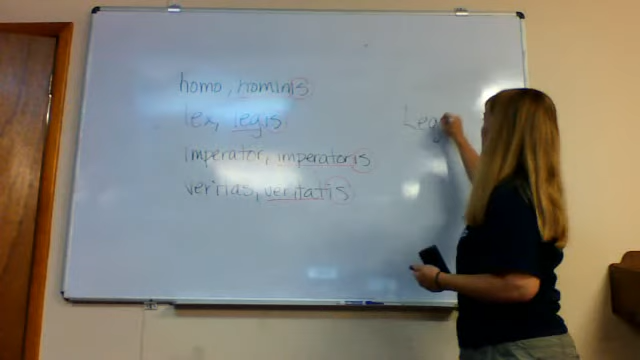 homo, hominis
lex, legis
imperator, imperatoris
veritas, veritatis
Leg